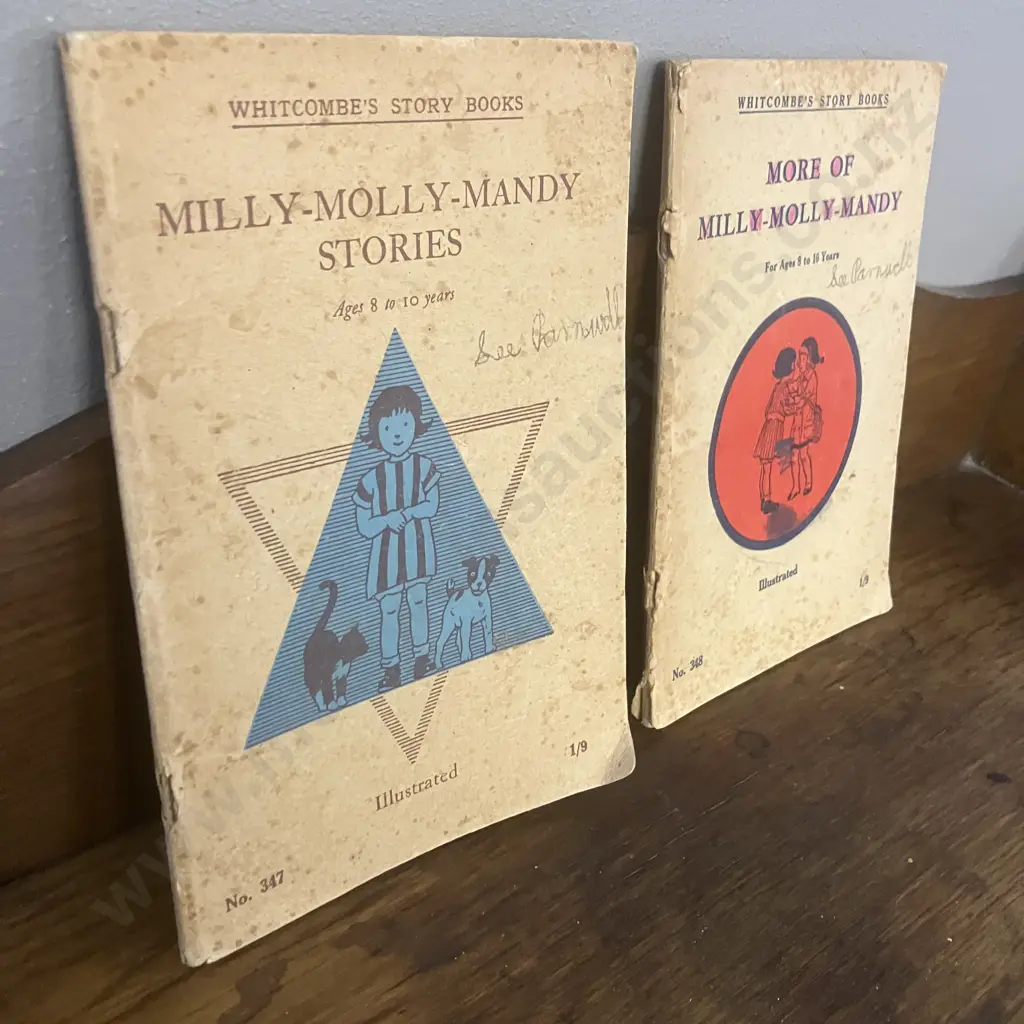 WHITCOMBE'S STORY BOOKS
MILLY-MOLLY-MANDY
STORIES
Ages 8 to 10 years
See Parnwell
Illustrated
1/9
No. 347
WHITCOMBE'S STORY BOOKS
MORE OF
MILLY-MOLLY-MANDY
For Ages 8 to 10 Years
See Parnwell
Illustrated
1/9
No. 348